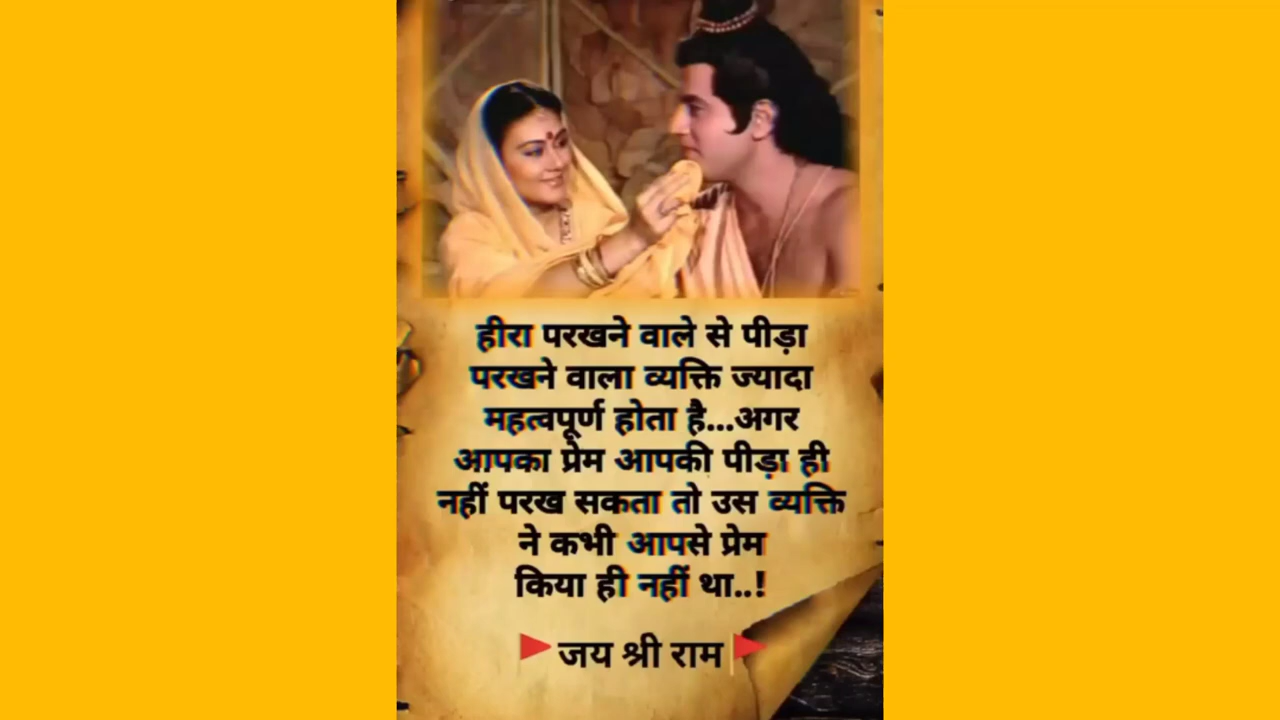 हीरा परखने वाले से पीड़ा
परखने वाला व्यक्ति ज्यादा
महत्वपूर्ण होता है...अगर
आपका प्रेम आपकी पीड़ा ही
नहीं परख सकता तो उस व्यक्ति
ने कभी आपसे प्रेम
किया ही नहीं था..!
🚩जय श्री राम🚩